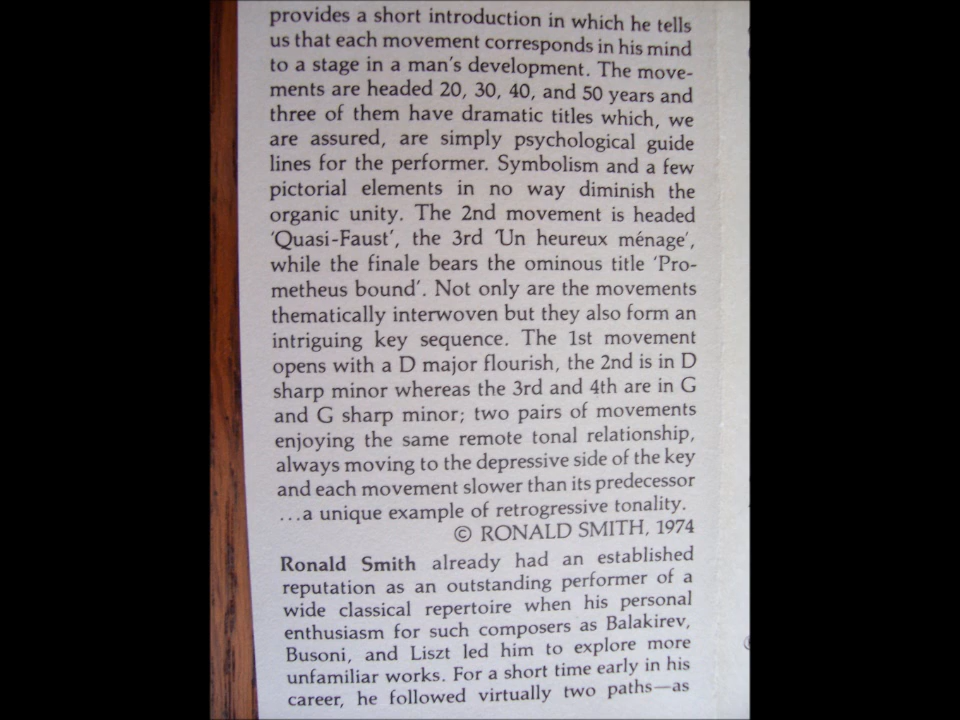 provides a short introduction in which he tells
us that each movement corresponds in his mind
to a stage in a man's development. The move-
ments are headed 20, 30, 40, and 50 years and
three of them have dramatic titles which, we
are assured, are simply psychological guide
lines for the performer. Symbolism and a few
pictorial elements in no way diminish the
organic unity. The 2nd movement is headed
'Quasi-Faust', the 3rd 'Un heureux ménage',
while the finale bears the ominous title 'Pro-
metheus bound'. Not only are the movements
thematically interwoven but they also form an
intriguing key sequence. The 1st movement
opens with a D major flourish, the 2nd is in D
sharp minor whereas the 3rd and 4th are in G
and G sharp minor; two pairs of movements
enjoying the same remote tonal relationship,
always moving to the depressive side of the key
and each movement slower than its predecessor
...a unique example of retrogressive tonality.
© RONALD SMITH, 1974
Ronald Smith already had an established
reputation as an outstanding performer of a
wide classical repertoire when his personal
enthusiasm for such composers as Balakirev,
Busoni, and Liszt led him to explore more
unfamiliar works. For a short time early in his
career, he followed virtually two paths—as